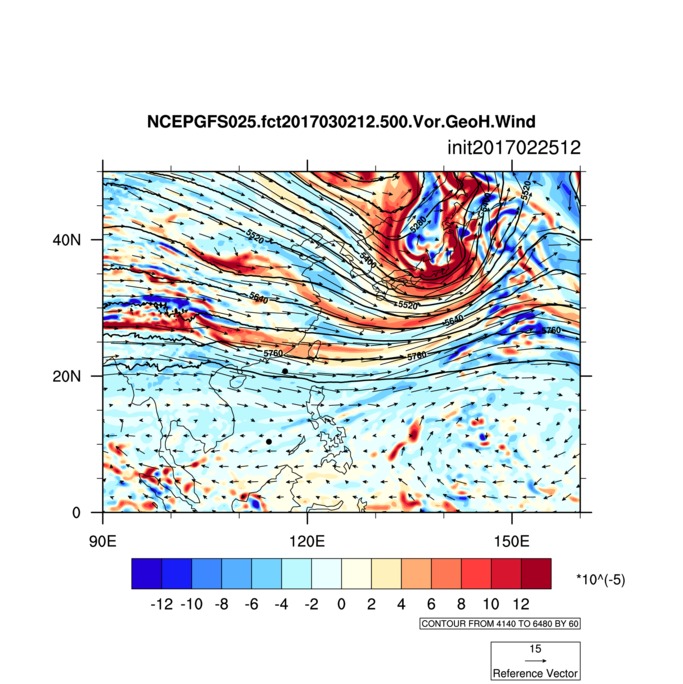 NCEPGFS025.fct2017030212.500.Vor.GeoH.Wind
init2017022512
5520
5280
5520
40N
5400
5640
5520
5640
5760
5760
5760
20N
0
90E 120E 150E
-12 -10 -8 -6 -4 -2 0 2 4 6 8 10 12
*10^(-5)
CONTOUR FROM 4140 TO 6480 BY 60
15
Reference Vector